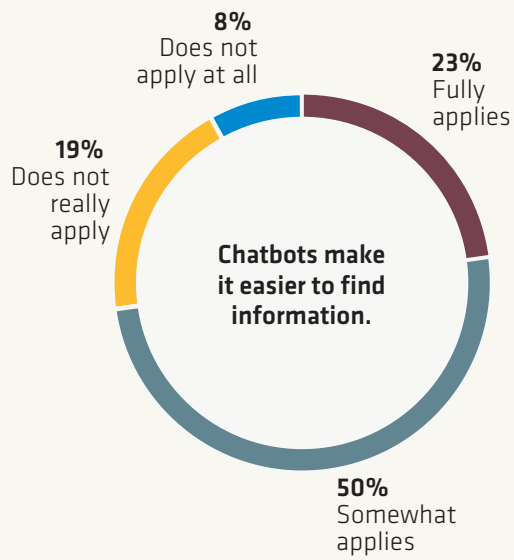 8%
Does not
apply at all
23%
Fully
applies
19%
Does not
really
apply
Chatbots make
it easier to find
information.
50%
Somewhat
applies